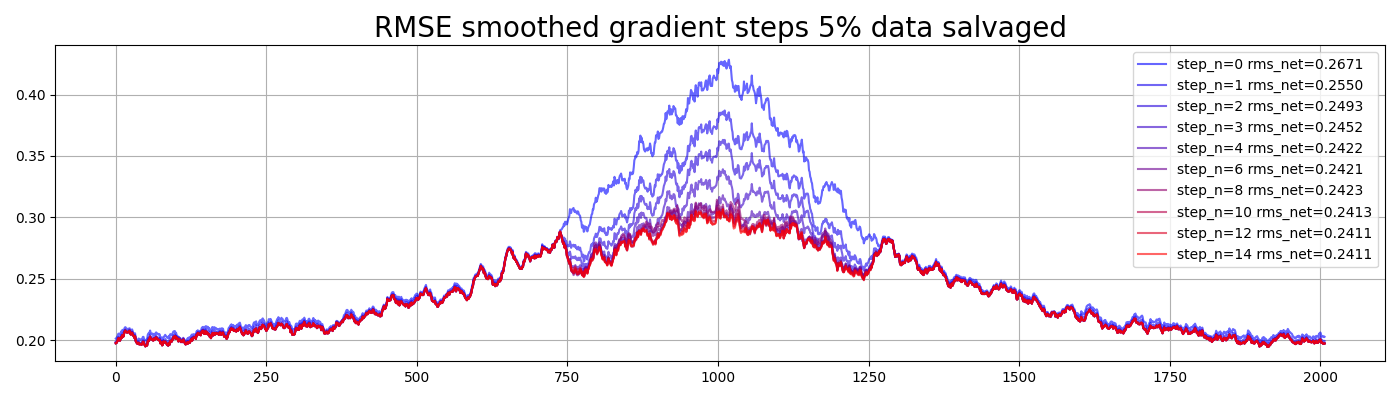 RMSE smoothed gradient steps 5% data salvaged
step_n=0 rms_net=0.2671
step_n=1 rms_net=0.2550
step_n=2 rms_net=0.2493
step_n=3 rms_net=0.2452
step_n=4 rms_net=0.2422
step_n=6 rms_net=0.2421
step_n=8 rms_net=0.2423
step_n=10 rms_net=0.2413
step_n=12 rms_net=0.2411
step_n=14 rms_net=0.2411
0.40
0.35
0.30
0.25
0.20
0 250 500 750 1000 1250 1500 1750 2000